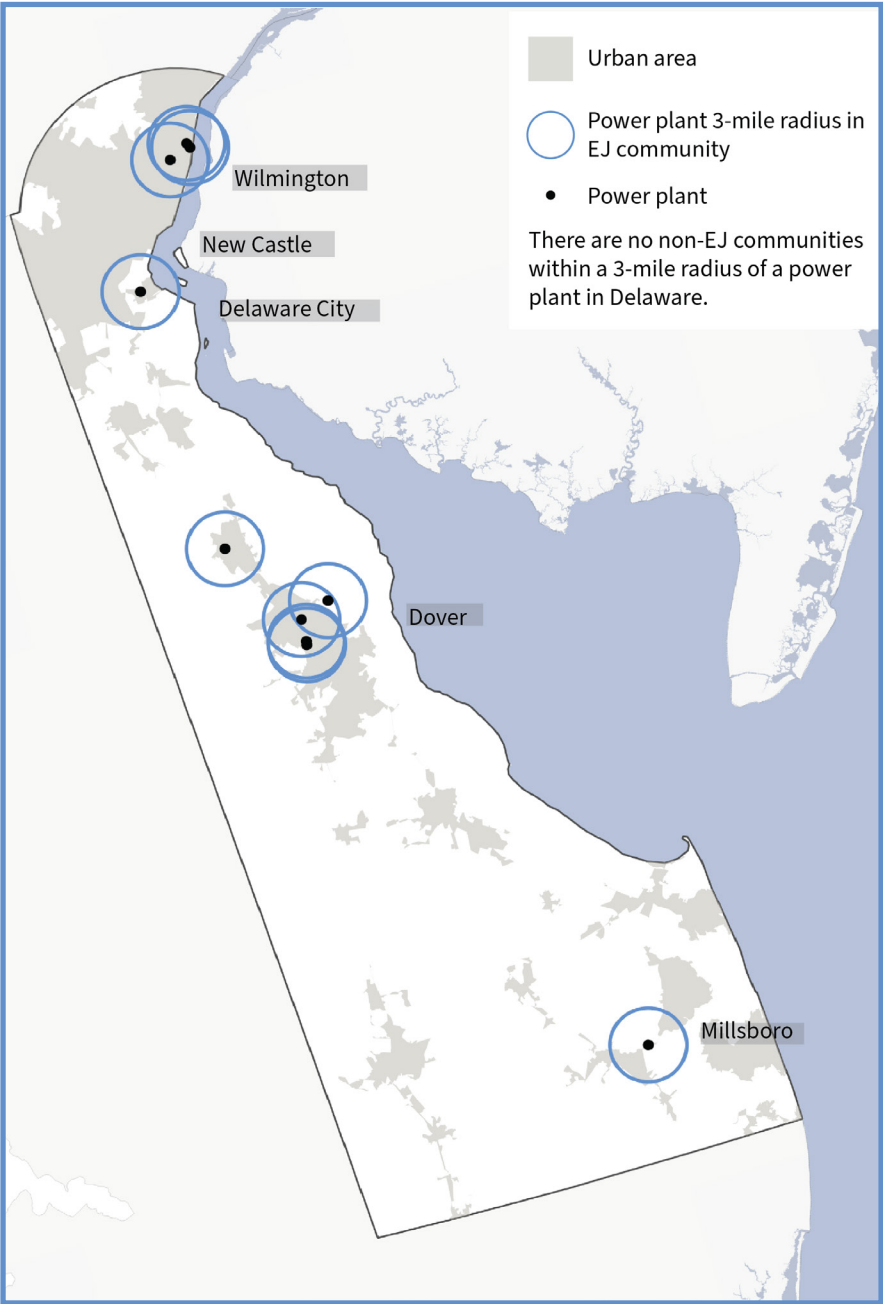 Urban area
Power plant 3-mile radius in
EJ community
Power plant
There are no non-EJ communities
within a 3-mile radius of a power
plant in Delaware.
Wilmington
New Castle
Delaware City
Dover
Millsboro